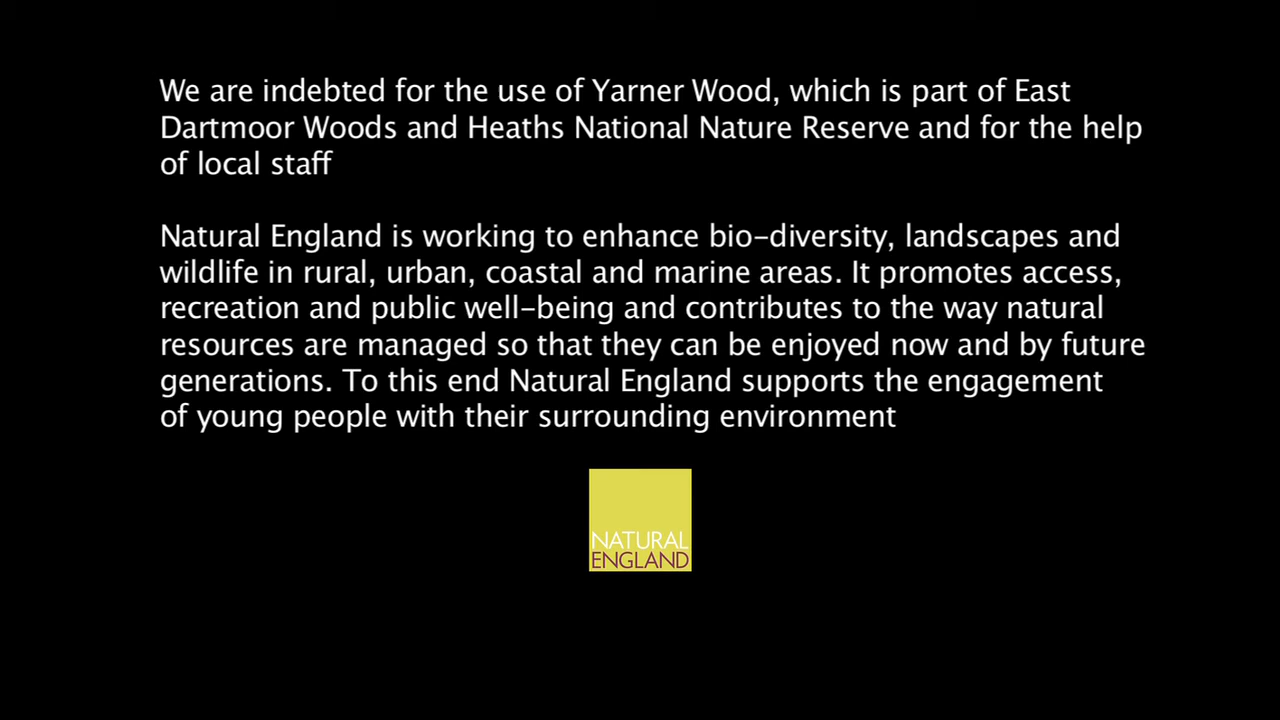 We are indebted for the use of Yarner Wood, which is part of East
Dartmoor Woods and Heaths National Nature Reserve and for the help
of local staff
Natural England is working to enhance bio-diversity, landscapes and
wildlife in rural, urban, coastal and marine areas. It promotes access,
recreation and public well-being and contributes to the way natural
resources are managed so that they can be enjoyed now and by future
generations. To this end Natural England supports the engagement
of young people with their surrounding environment
NATURAL
ENGLAND